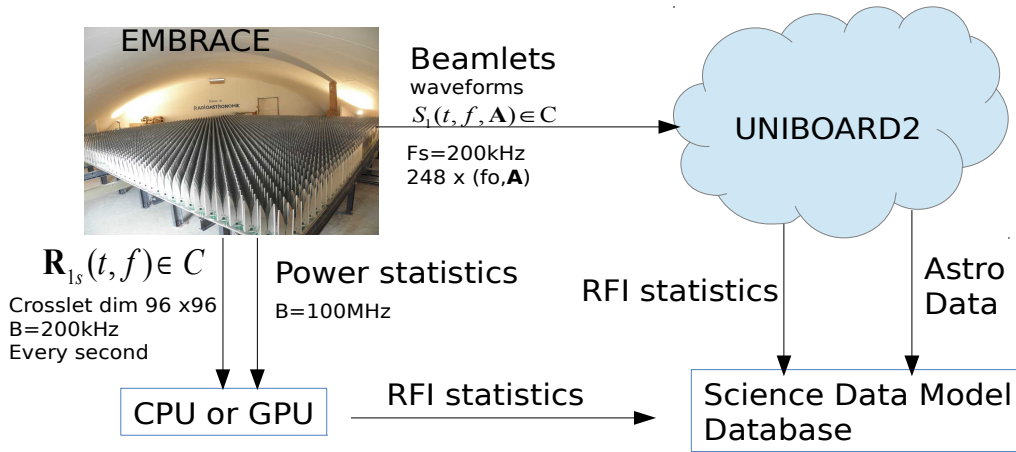 EMBRACE
RADIOASTRONOMIE
Beamlets
waveforms
S₁(t, f, A) ∈ C
Fs=200kHz
248 x (fo,A)
UNIBOARD2
R₁ₛ(t, f) ∈ C
Crosslet dim 96 x96
B=200kHz
Every second
Power statistics
B=100MHz
RFI statistics
Astro
Data
CPU or GPU
RFI statistics
Science Data Model
Database